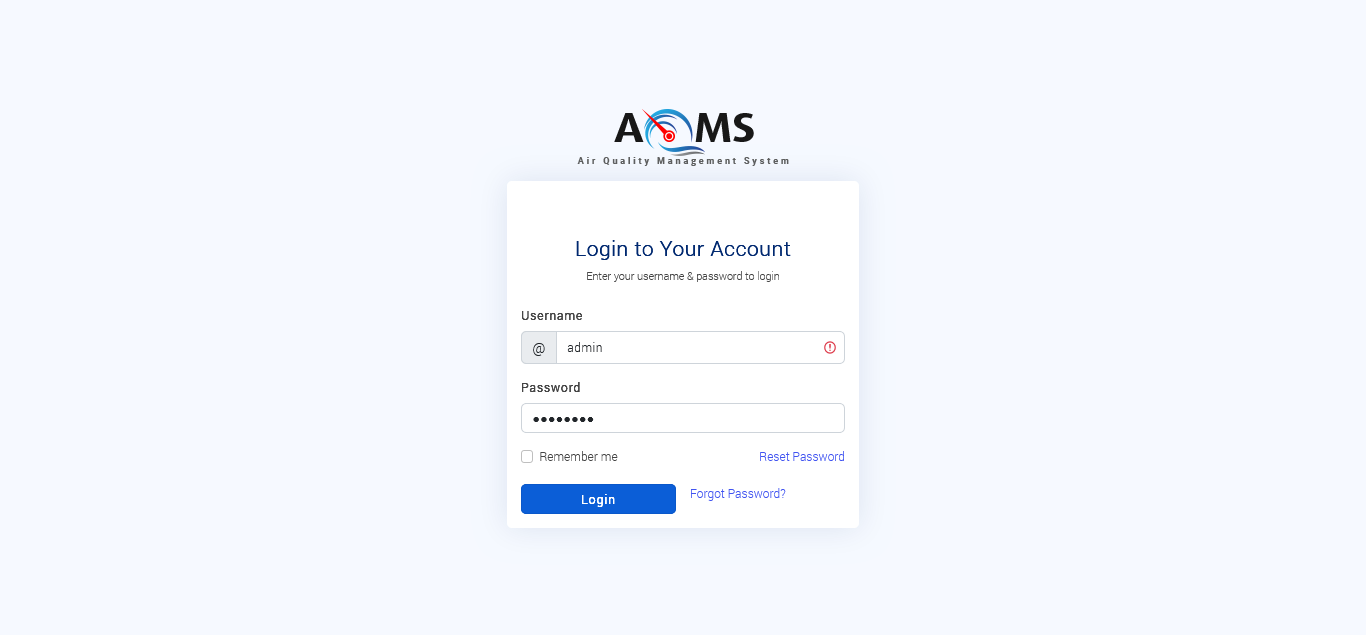 AQMS
Air Quality Management System
Login to Your Account
Enter your username & password to login
Username
@ admin
Password
••••••••
Remember me Reset Password
Login Forgot Password?